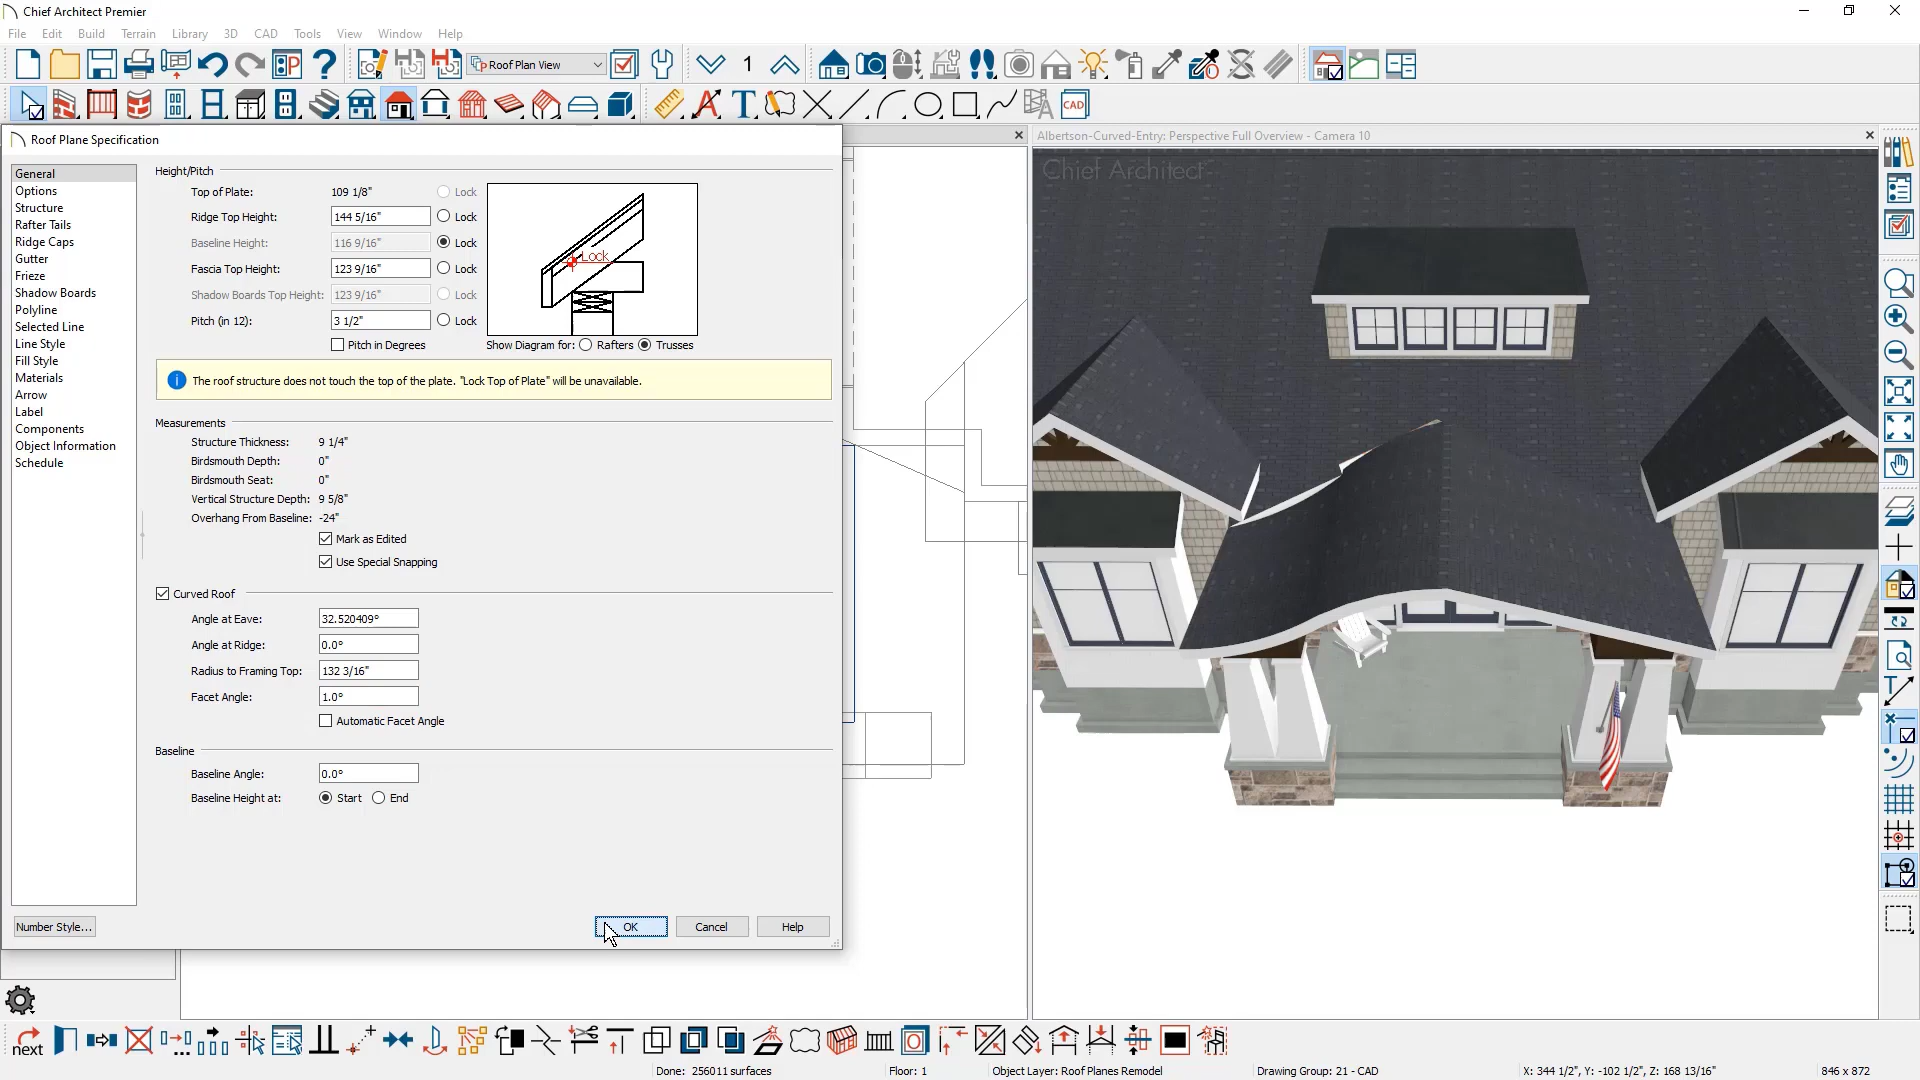 Chief Architect Premier
File Edit Build Terrain Library 3D CAD Tools View Window Help
Roof Plan View
1
T
CAD
Roof Plane Specification
Albertson-Curved-Entry: Perspective Full Overview - Camera 10
Chief Architect
General
Options
Structure
Rafter Tails
Ridge Caps
Gutter
Frieze
Shadow Boards
Polyline
Selected Line
Line Style
Fill Style
Materials
Arrow
Label
Components
Object Information
Schedule
Height/Pitch
Top of Plate: 109 1/8" Lock
Ridge Top Height: 144 5/16" Lock
Baseline Height: 116 9/16" Lock
Fascia Top Height: 123 9/16" Lock
Shadow Boards Top Height: 123 9/16" Lock
Pitch (in 12): 3 1/2" Lock
Pitch in Degrees
Lock
Show Diagram for: Rafters Trusses
The roof structure does not touch the top of the plate. "Lock Top of Plate" will be unavailable.
Measurements
Structure Thickness: 9 1/4"
Birdsmouth Depth: 0"
Birdsmouth Seat: 0"
Vertical Structure Depth: 9 5/8"
Overhang From Baseline: -24"
Mark as Edited
Use Special Snapping
Curved Roof
Angle at Eave: 32.520409°
Angle at Ridge: 0.0°
Radius to Framing Top: 132 3/16"
Facet Angle: 1.0°
Automatic Facet Angle
Baseline
Baseline Angle: 0.0°
Baseline Height at: Start End
Number Style...
OK
Cancel
Help
next
Done: 256011 surfaces
Floor: 1
Object Layer: Roof Planes Remodel
Drawing Group: 21 - CAD
X: 344 1/2", Y: -102 1/2", Z: 168 13/16"
846 x 872